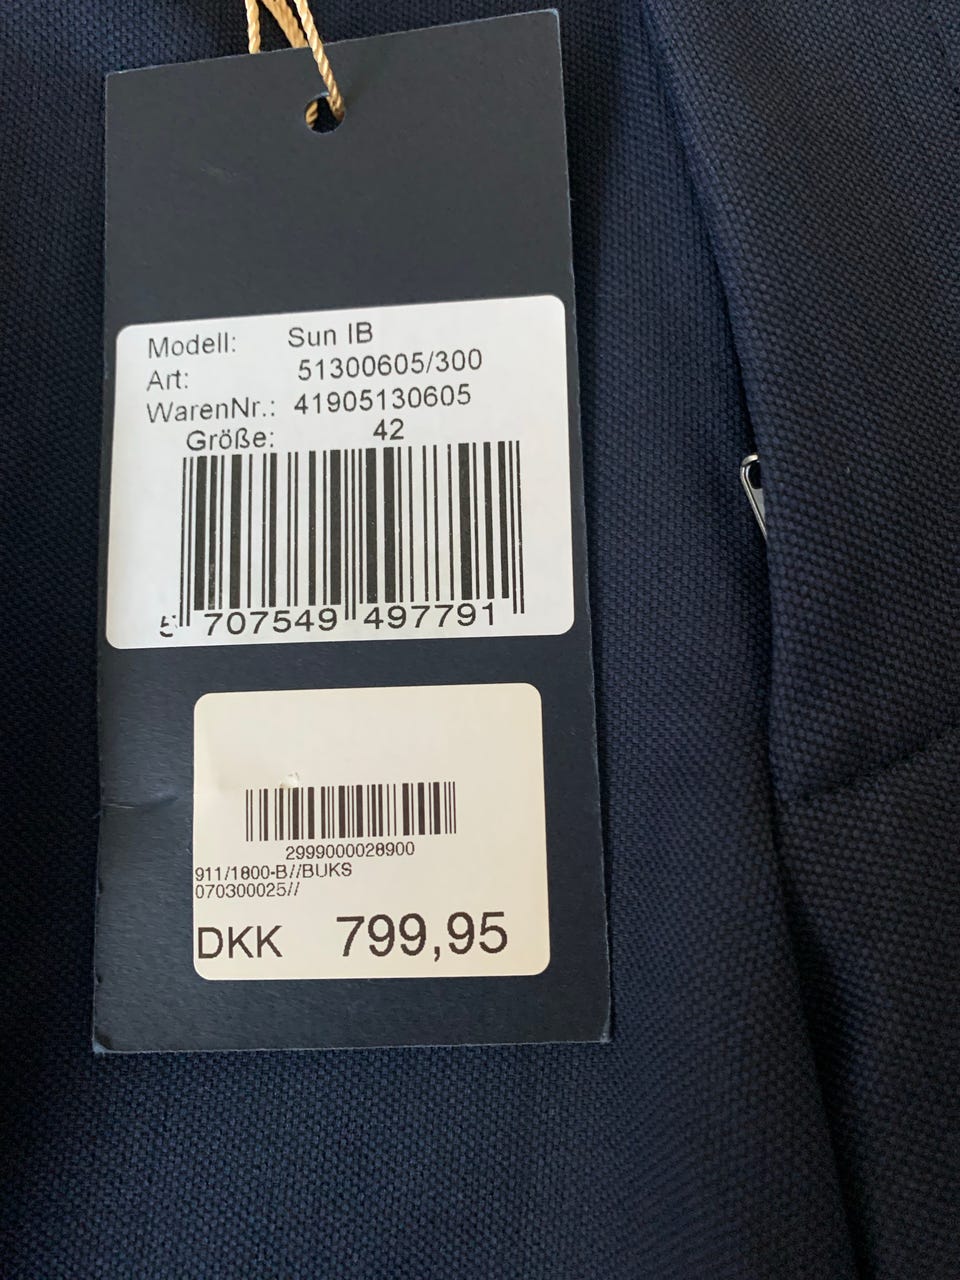 Modell: Sun IB
Art: 51300605/300
WarenNr.: 41905130605
Größe: 42
5 707549 497791
2999000028900
911/1800-B//BUKS
070300025//
DKK 799,95